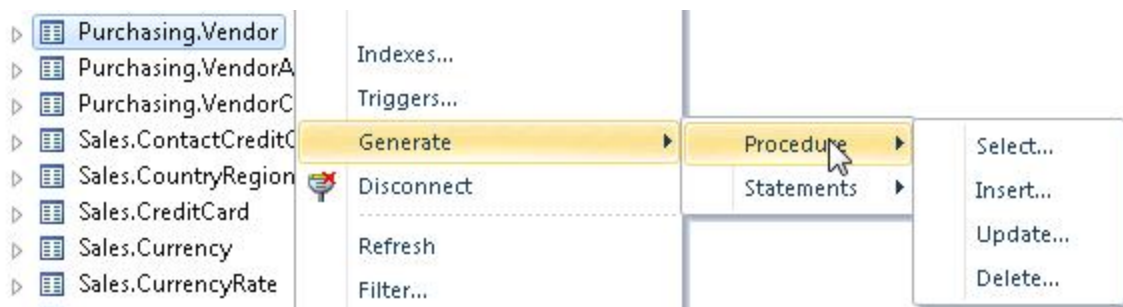 Purchasing.Vendor
Purchasing.VendorA
Purchasing.VendorC
Sales.ContactCreditC
Sales.CountryRegion
Sales.CreditCard
Sales.Currency
Sales.CurrencyRate
Indexes...
Triggers...
Generate
Disconnect
Refresh
Filter...
Procedure
Statements
Select...
Insert...
Update...
Delete...